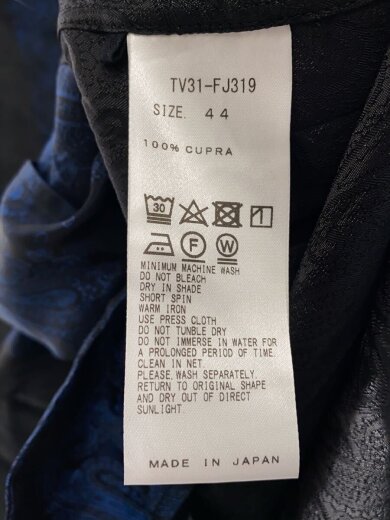 TV31-FJ319
SIZE. 44
100% CUPRA
30
F W
MINIMUM MACHINE WASH
DO NOT BLEACH
DRY IN SHADE
SHORT SPIN
WARM IRON
USE PRESS CLOTH
DO NOT TUMBLE DRY
DO NOT IMMERSE IN WATER FOR
A PROLONGED PERIOD OF TIME.
CLEAN IN NET.
PLEASE WASH SEPARATELY.
RETURN TO ORIGINAL SHAPE
AND DRY OUT OF DIRECT
SUNLIGHT.
MADE IN JAPAN